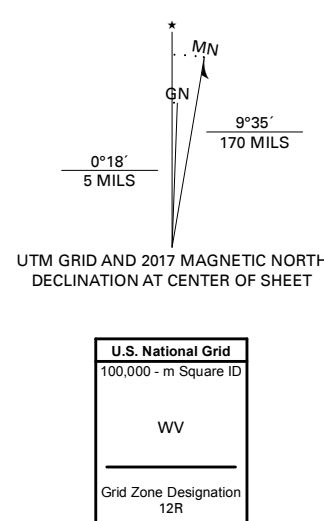 ★
MN
GN
9°35´
170 MILS
0°18´
5 MILS
UTM GRID AND 2017 MAGNETIC NORTH
DECLINATION AT CENTER OF SHEET
U.S. National Grid
100,000 - m Square ID
WV
Grid Zone Designation
12R